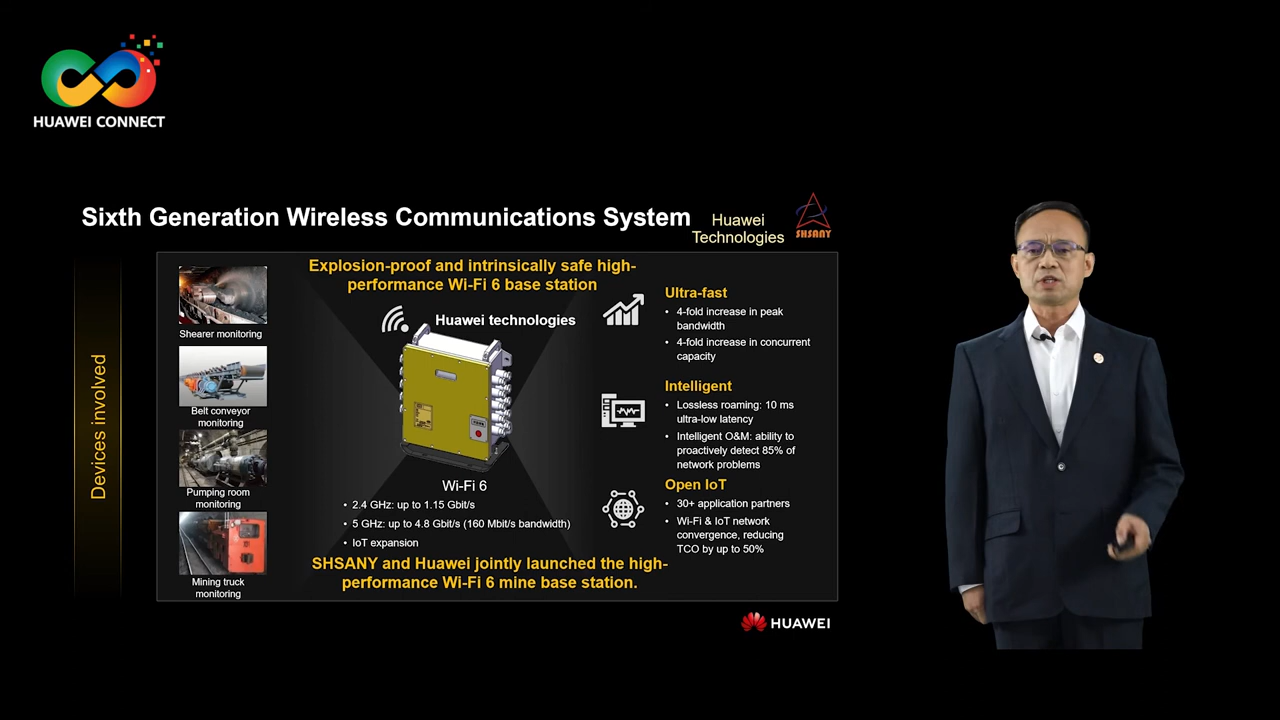 HUAWEI CONNECT
Sixth Generation Wireless Communications System
Huawei
Technologies
SHSANY
Devices involved
Shearer monitoring
Belt conveyor
monitoring
Pumping room
monitoring
Mining truck
monitoring
Explosion-proof and intrinsically safe high-
performance Wi-Fi 6 base station
Huawei technologies
Wi-Fi 6
• 2.4 GHz: up to 1.15 Gbit/s
• 5 GHz: up to 4.8 Gbit/s (160 Mbit/s bandwidth)
• IoT expansion
SHSANY and Huawei jointly launched the high-
performance Wi-Fi 6 mine base station.
Ultra-fast
• 4-fold increase in peak
bandwidth
• 4-fold increase in concurrent
capacity
Intelligent
• Lossless roaming: 10 ms
ultra-low latency
• Intelligent O&M: ability to
proactively detect 85% of
network problems
Open IoT
• 30+ application partners
• Wi-Fi & IoT network
convergence, reducing
TCO by up to 50%
HUAWEI